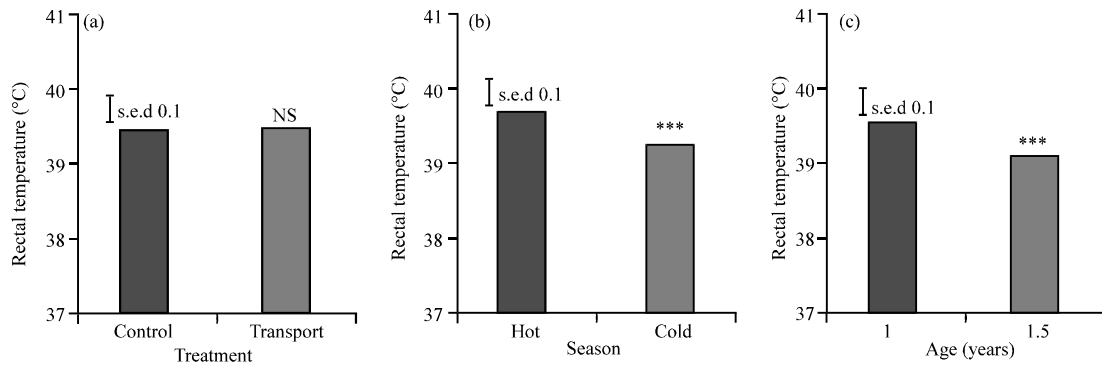 (a)
Rectal temperature (°C)
41
40
39
38
37
s.e.d 0.1
NS
Control
Transport
Treatment
(b)
Rectal temperature (°C)
41
40
39
38
37
s.e.d 0.1
***
Hot
Cold
Season
(c)
Rectal temperature (°C)
41
40
39
38
37
s.e.d 0.1
***
1
1.5
Age (years)